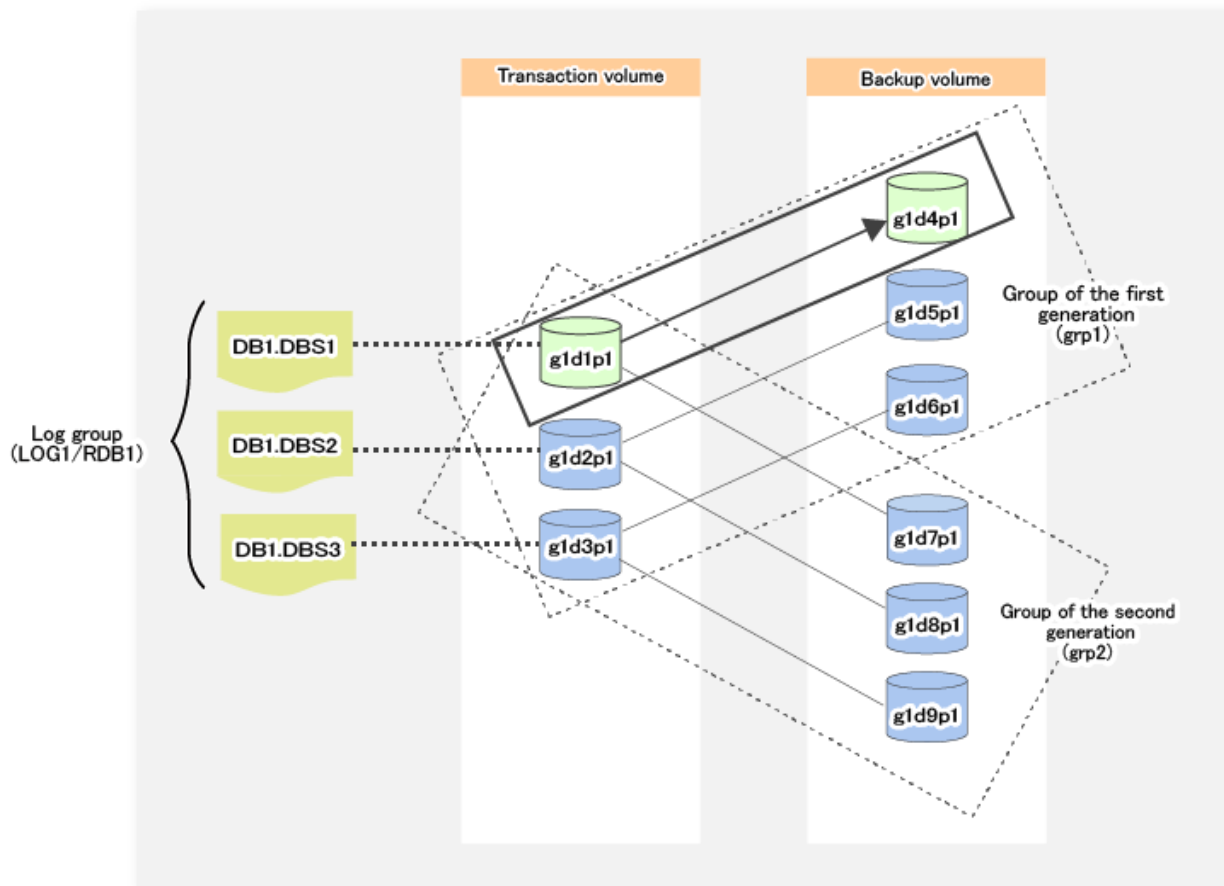 Transaction volume
Backup volume
g1d4p1
g1d5p1
Group of the first
generation
(grp1)
DB1.DBS1
g1d1p1
g1d6p1
Log group
(LOG1/RDB1)
DB1.DBS2
g1d2p1
DB1.DBS3
g1d3p1
g1d7p1
g1d8p1
Group of the second
generation
(grp2)
g1d9p1